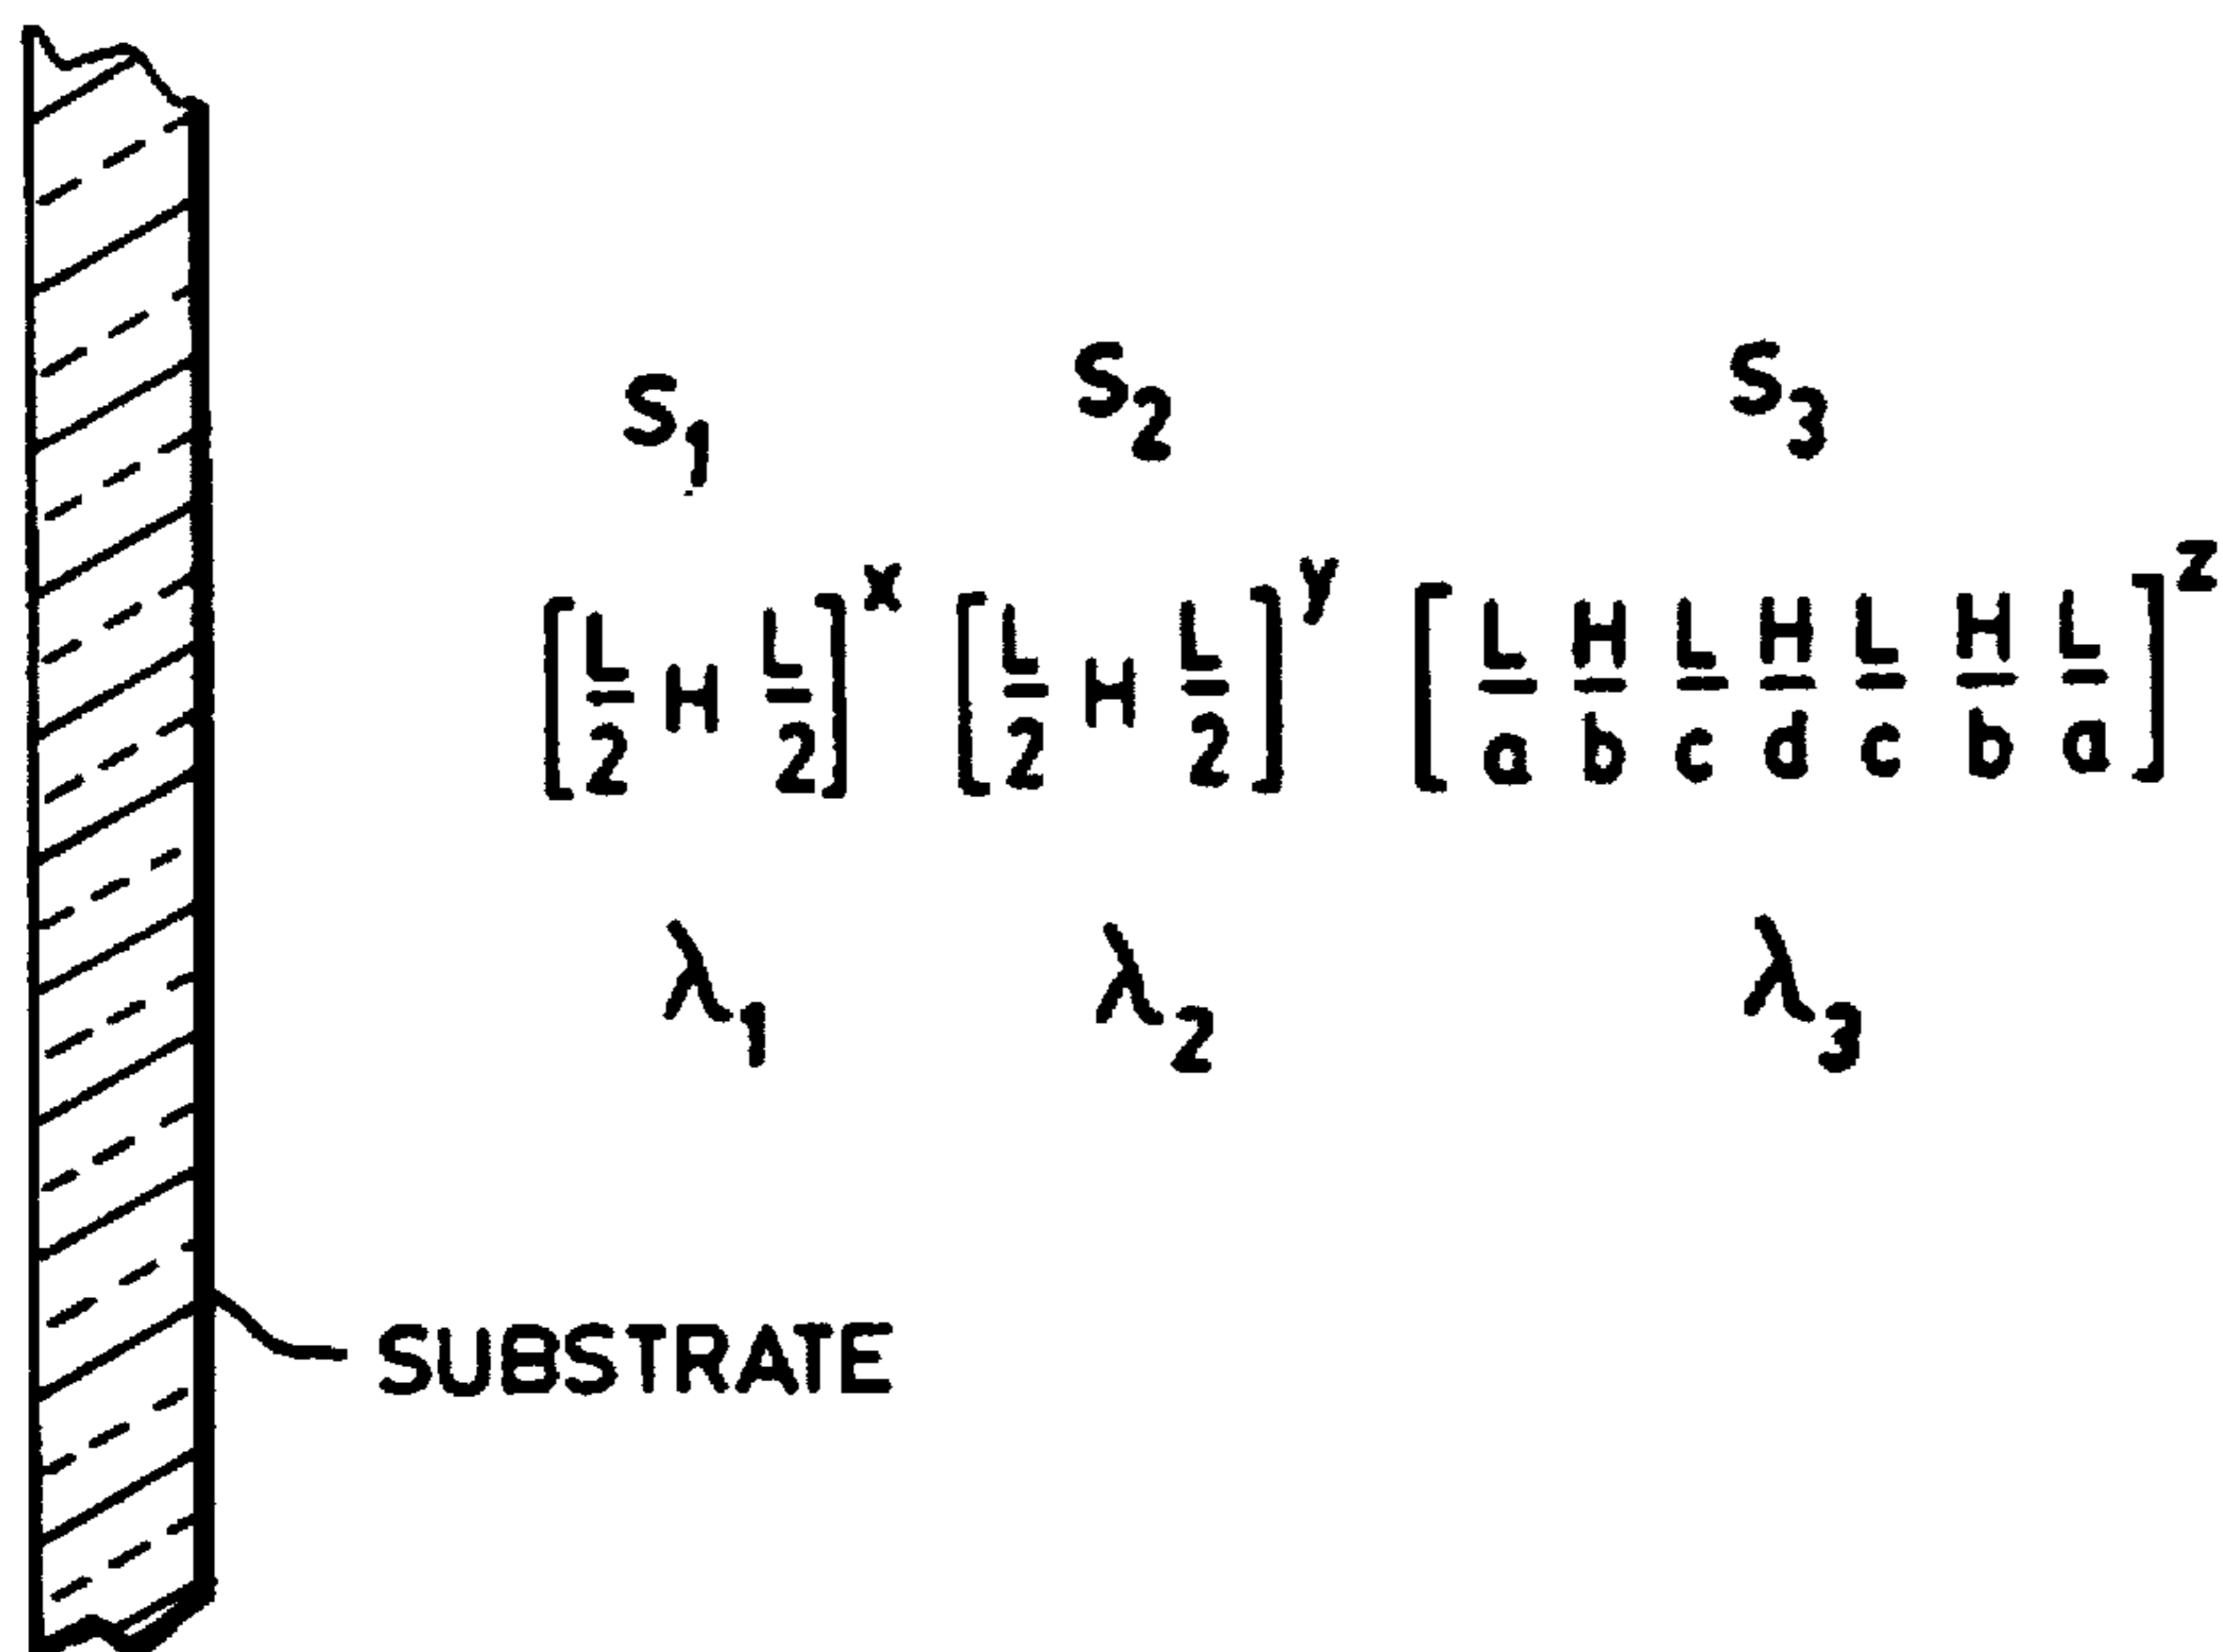 S₁ S₂ S₃
[L/2 H L/2]ˣ [L/2 H L/2]ʸ [L/a H/b L/c H/d L/c H/b L/a]ᶻ
λ₁ λ₂ λ₃
SUBSTRATE